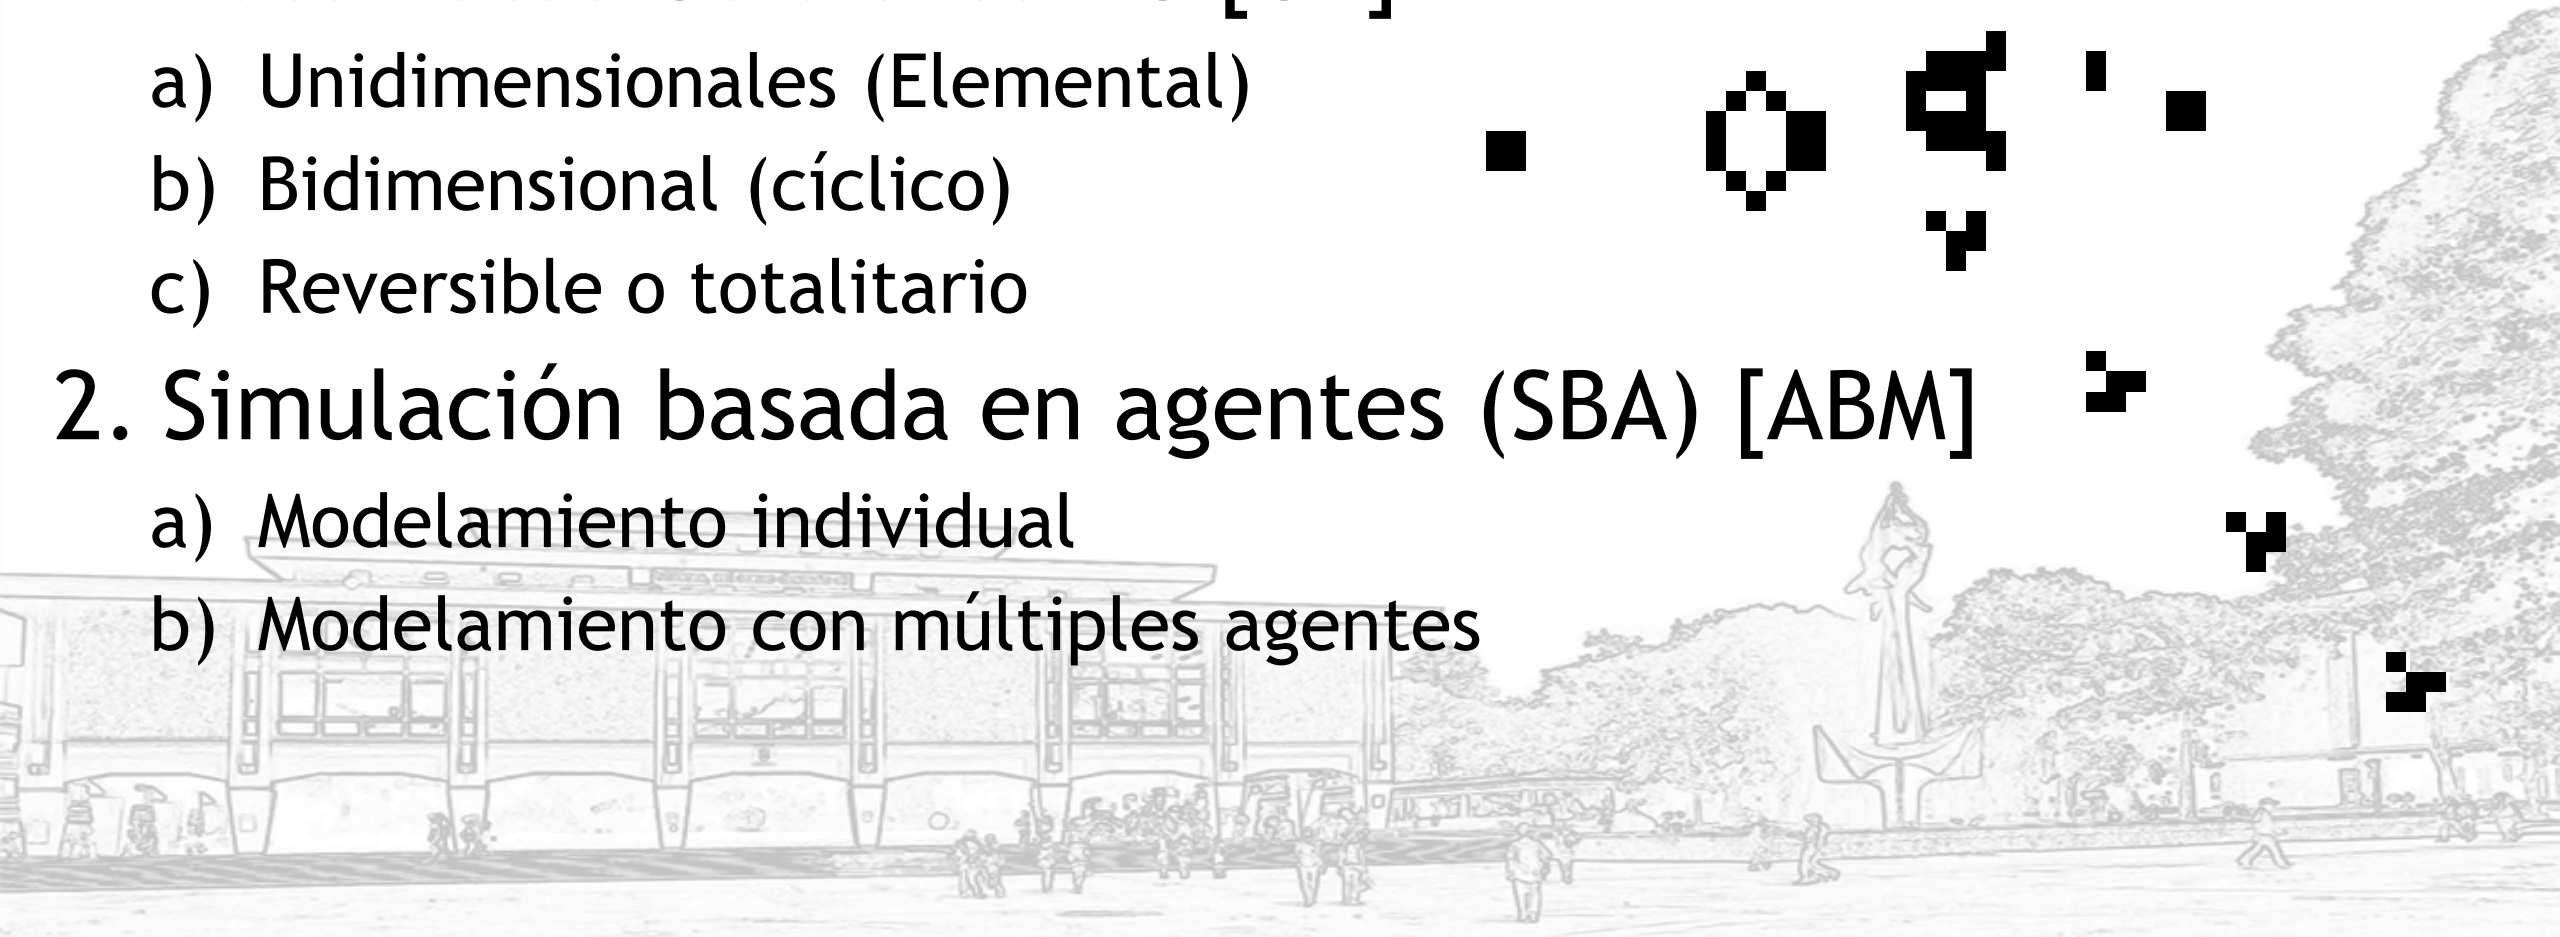 a) Unidimensionales (Elemental)
b) Bidimensional (cíclico)
c) Reversible o totalitario
2. Simulación basada en agentes (SBA) [ABM]
a) Modelamiento individual
b) Modelamiento con múltiples agentes